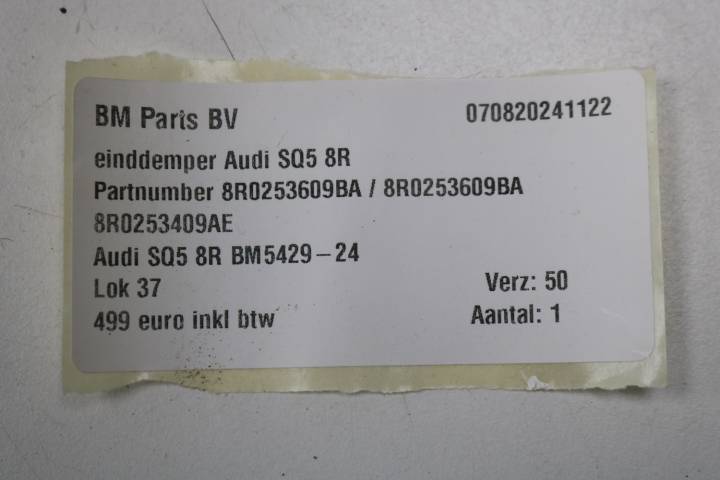 BM Parts BV 070820241122
einddemper Audi SQ5 8R
Partnumber 8R0253609BA / 8R0253609BA
8R0253409AE
Audi SQ5 8R BM5429-24
Lok 37 Verz: 50
499 euro inkl btw Aantal: 1